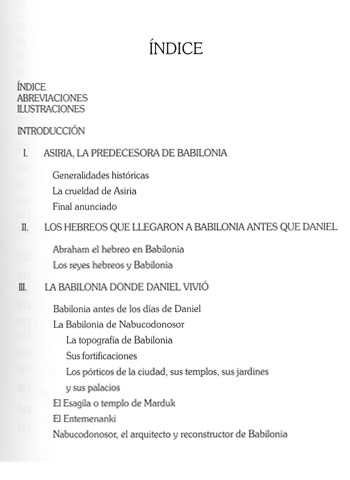 ÍNDICE
ÍNDICE
ABREVIACIONES
ILUSTRACIONES
INTRODUCCIÓN
I. ASIRIA, LA PREDECESORA DE BABILONIA
Generalidades históricas
La crueldad de Asiria
Final anunciado
II. LOS HEBREOS QUE LLEGARON A BABILONIA ANTES QUE DANIEL
Abraham el hebreo en Babilonia
Los reyes hebreos y Babilonia
III. LA BABILONIA DONDE DANIEL VIVIÓ
Babilonia antes de los días de Daniel
La Babilonia de Nabucodonosor
La topografía de Babilonia
Sus fortificaciones
Los pórticos de la ciudad, sus templos, sus jardines
y sus palacios
El Esagila o templo de Marduk
El Entemenanki
Nabucodonosor, el arquitecto y reconstructor de Babilonia